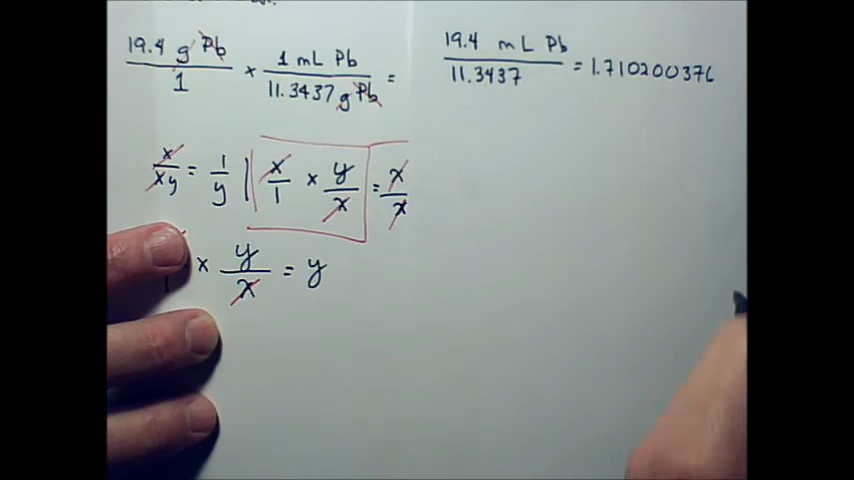 19.4 g Pb / 1 × 1 mL Pb / 11.3437 g Pb = 19.4 mL Pb / 11.3437 = 1.710200376
x / xy = 1 / y | x / 1 × y / x = x / x
× y / x = y